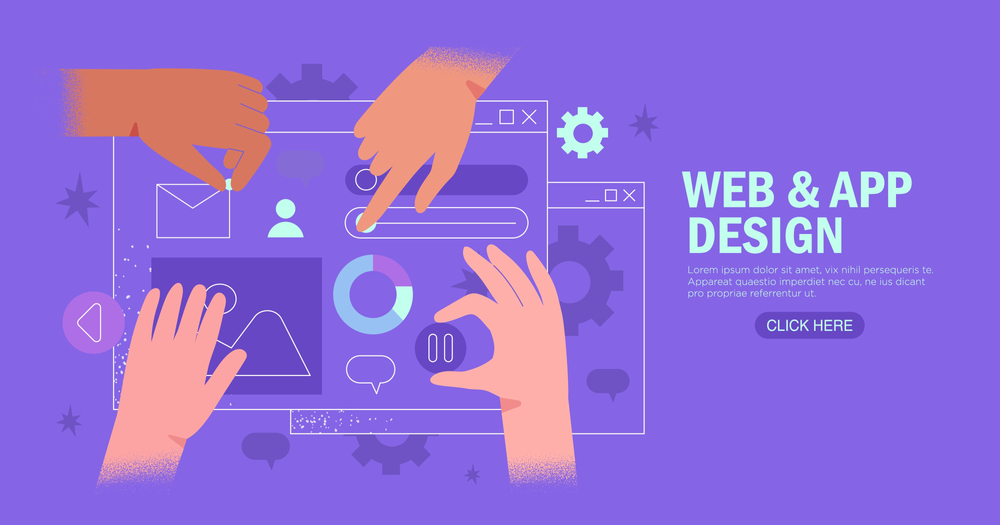 WEB & APP
DESIGN
Lorem ipsum dolor sit amet, vix nihil persequeris te.
Appareat quaestio imperdiet nec cu, ne ius dicant
pro propriae referrentur ut.
CLICK HERE